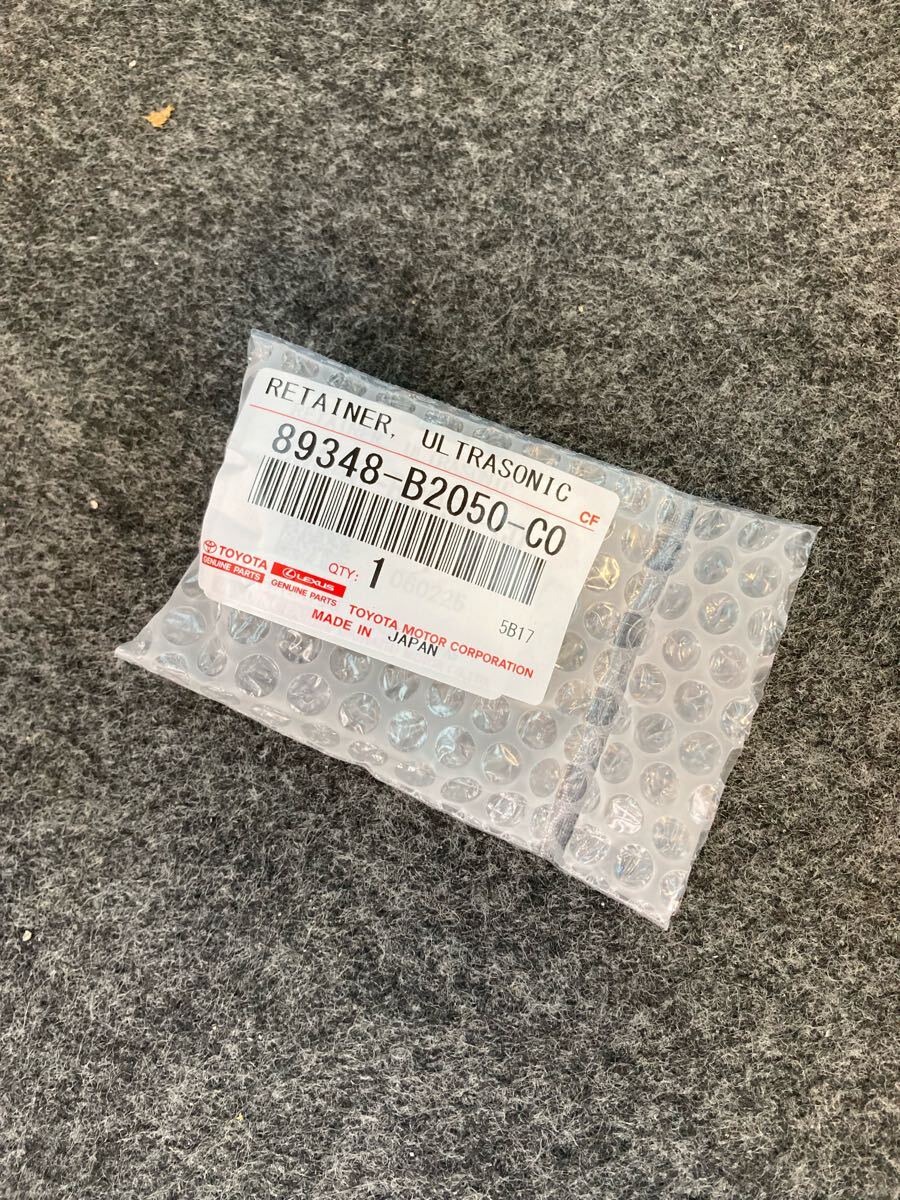 RETAINER, ULTRASONIC
CF
89348-B2050-C0
TOYOTA
GENUINE PARTS
LEXUS
GENUINE PARTS
QTY: 1
5B17
TOYOTA MOTOR CORPORATION
MADE IN JAPAN